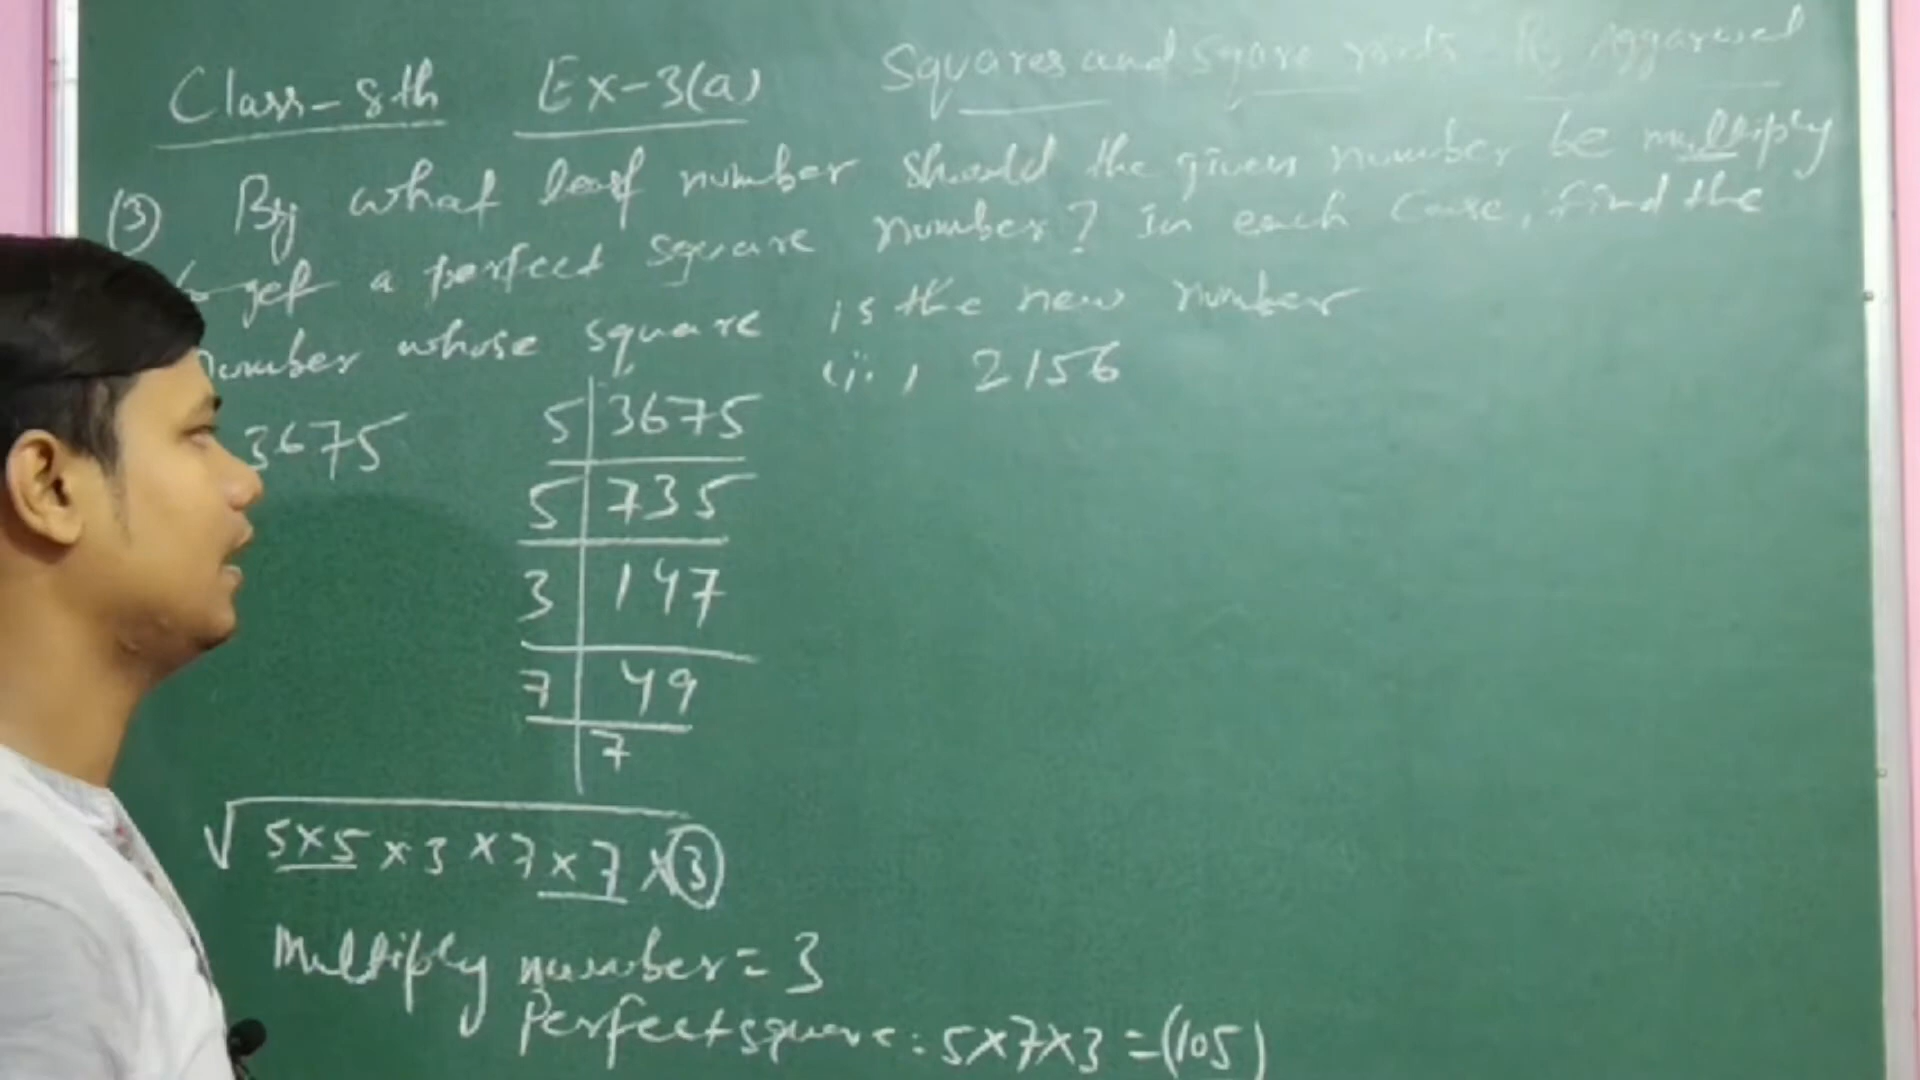 Class-8th Ex-3(a) Squares and sqare roots Rs Aggarwal
(3) By what least number should the given number be multiply
to get a perfect square number? In each case, find the
number whose square is the new number
3675
(ii) 2156
5 3675
5 735
3 147
7 49
7
√5×5×3×7×7×3
Multiply number = 3
Perfect square = 5×7×3 = (105)